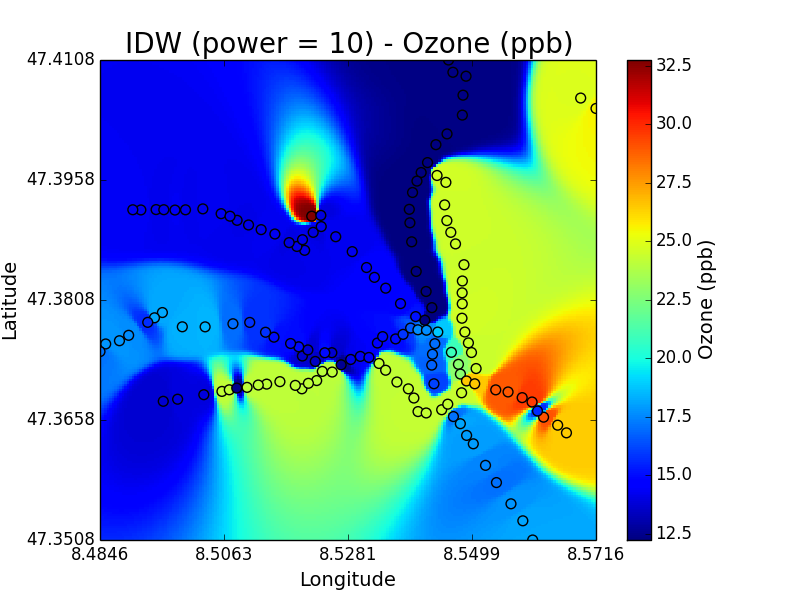 IDW (power = 10) - Ozone (ppb)
47.4108
47.3958
47.3808
47.3658
47.3508
Latitude
8.4846 8.5063 8.5281 8.5499 8.5716
Longitude
32.5
30.0
27.5
25.0
22.5
20.0
17.5
15.0
12.5
Ozone (ppb)